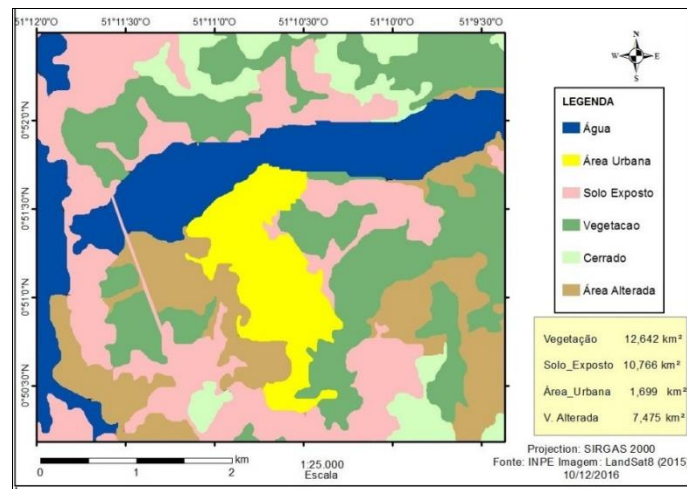 51°12'0"W 51°11'30"W 51°11'0"W 51°10'30"W 51°10'0"W 51°9'30"W
0°52'0"N
0°51'30"N
0°51'0"N
0°50'30"N
N
W E
S
LEGENDA
Água
Área Urbana
Solo Exposto
Vegetacao
Cerrado
Área Alterada
Vegetação 12,642 km²
Solo_Exposto 10,766 km²
Área_Urbana 1,699 km²
V. Alterada 7,475 km²
0 1 2 km
1:25.000
Escala
Projection: SIRGAS 2000
Fonte: INPE Imagem: LandSat8 (2015)
10/12/2016